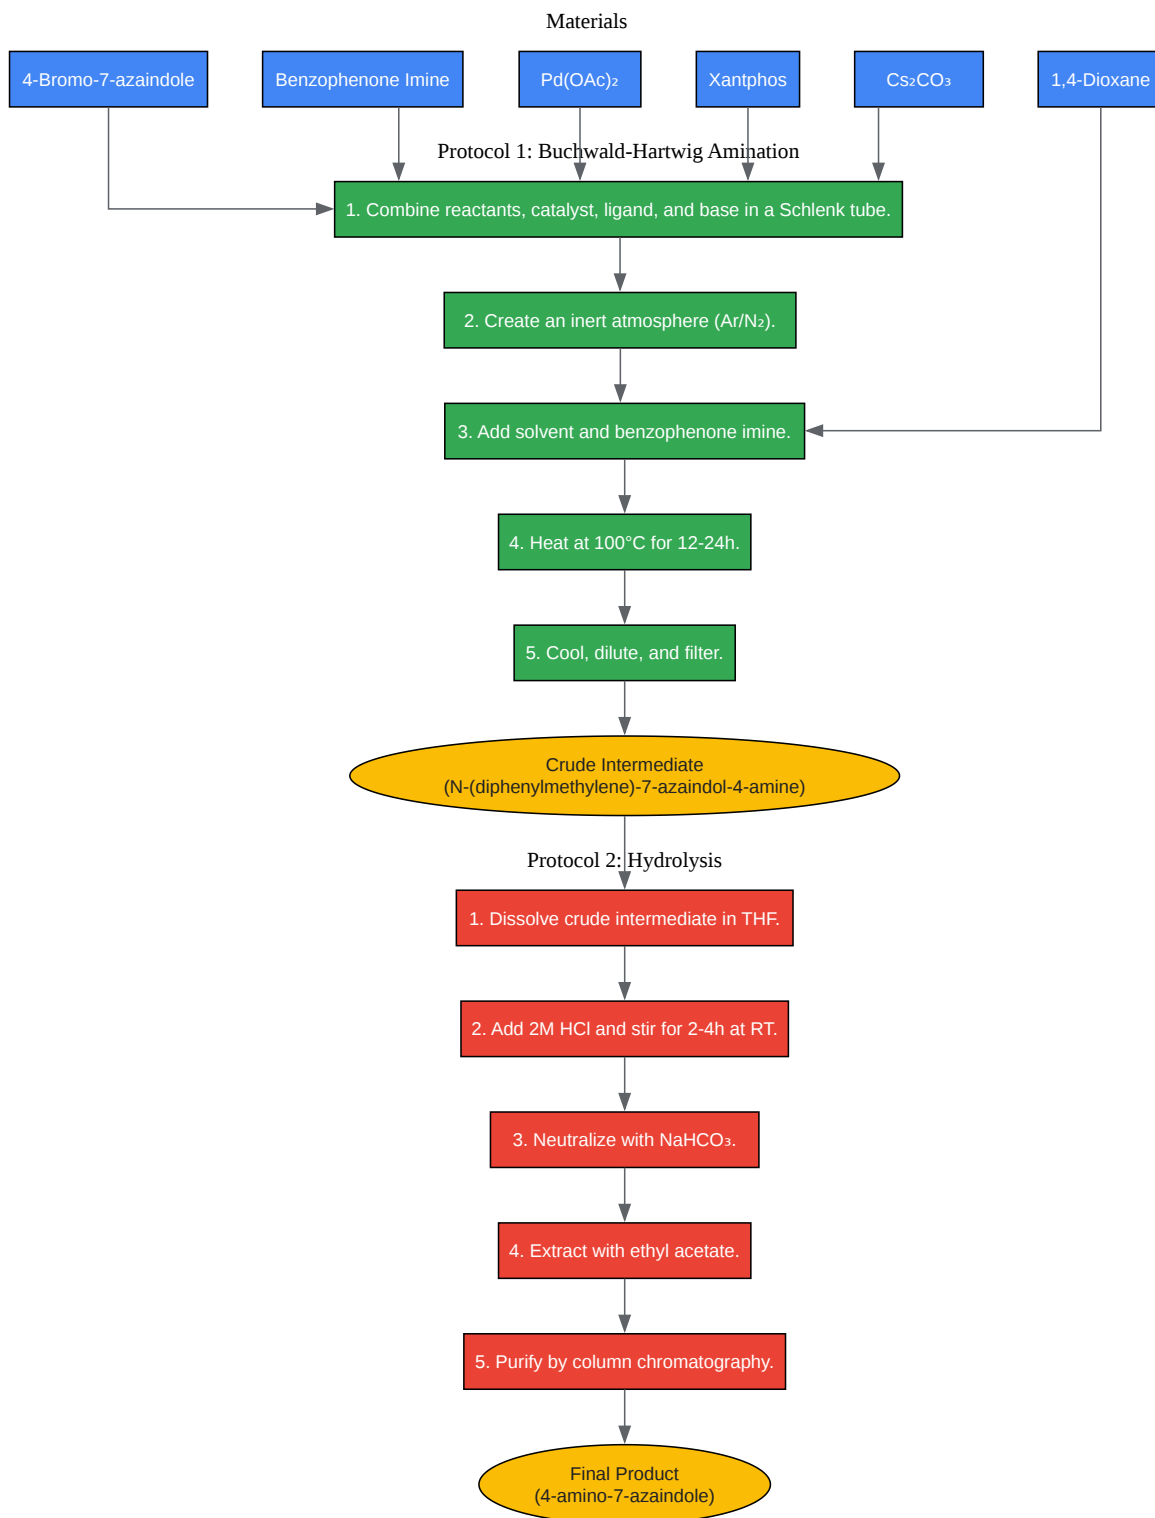 Materials
4-Bromo-7-azaindole
Benzophenone Imine
Pd(OAc)₂
Xantphos
Cs₂CO₃
1,4-Dioxane
Protocol 1: Buchwald-Hartwig Amination
1. Combine reactants, catalyst, ligand, and base in a Schlenk tube.
2. Create an inert atmosphere (Ar/N₂).
3. Add solvent and benzophenone imine.
4. Heat at 100°C for 12-24h.
5. Cool, dilute, and filter.
Crude Intermediate
(N-(diphenylmethylene)-7-azaindol-4-amine)
Protocol 2: Hydrolysis
1. Dissolve crude intermediate in THF.
2. Add 2M HCl and stir for 2-4h at RT.
3. Neutralize with NaHCO₃.
4. Extract with ethyl acetate.
5. Purify by column chromatography.
Final Product
(4-amino-7-azaindole)